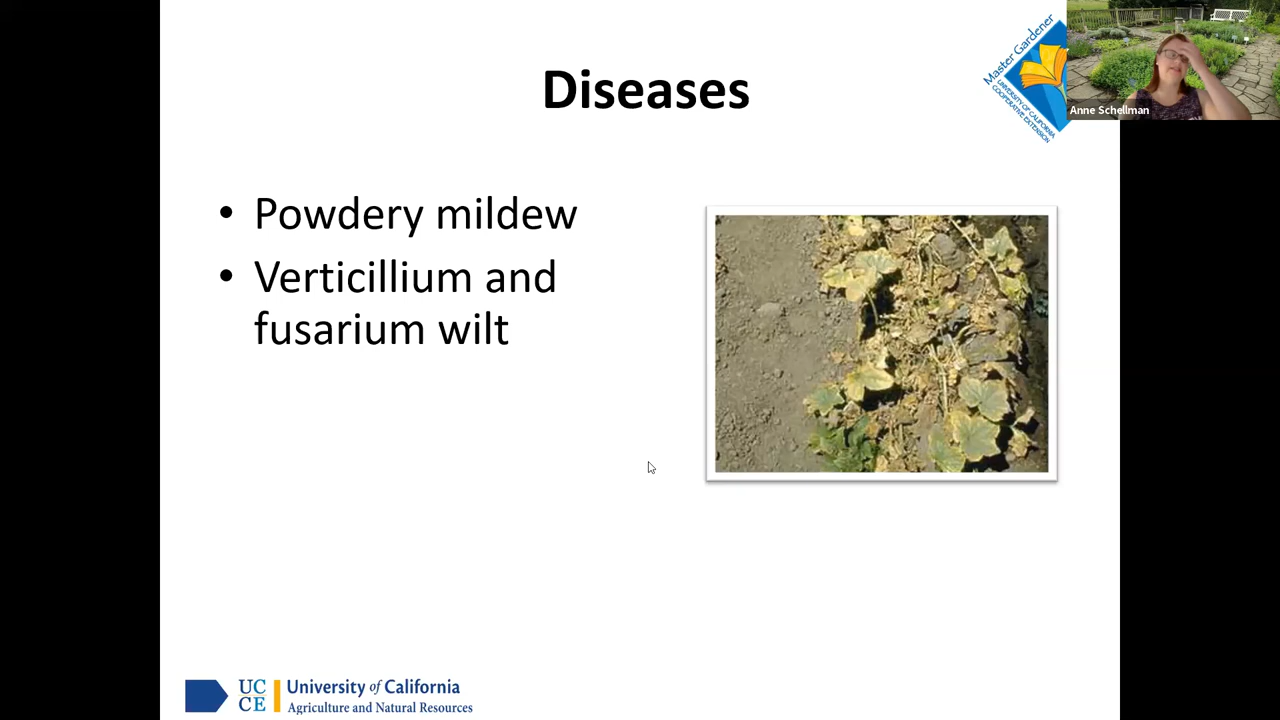 Diseases
Master Gardener
UNIVERSITY OF CALIFORNIA
COOPERATIVE EXTENSION
Anne Schellman
• Powdery mildew
• Verticillium and
fusarium wilt
UC
CE
University of California
Agriculture and Natural Resources